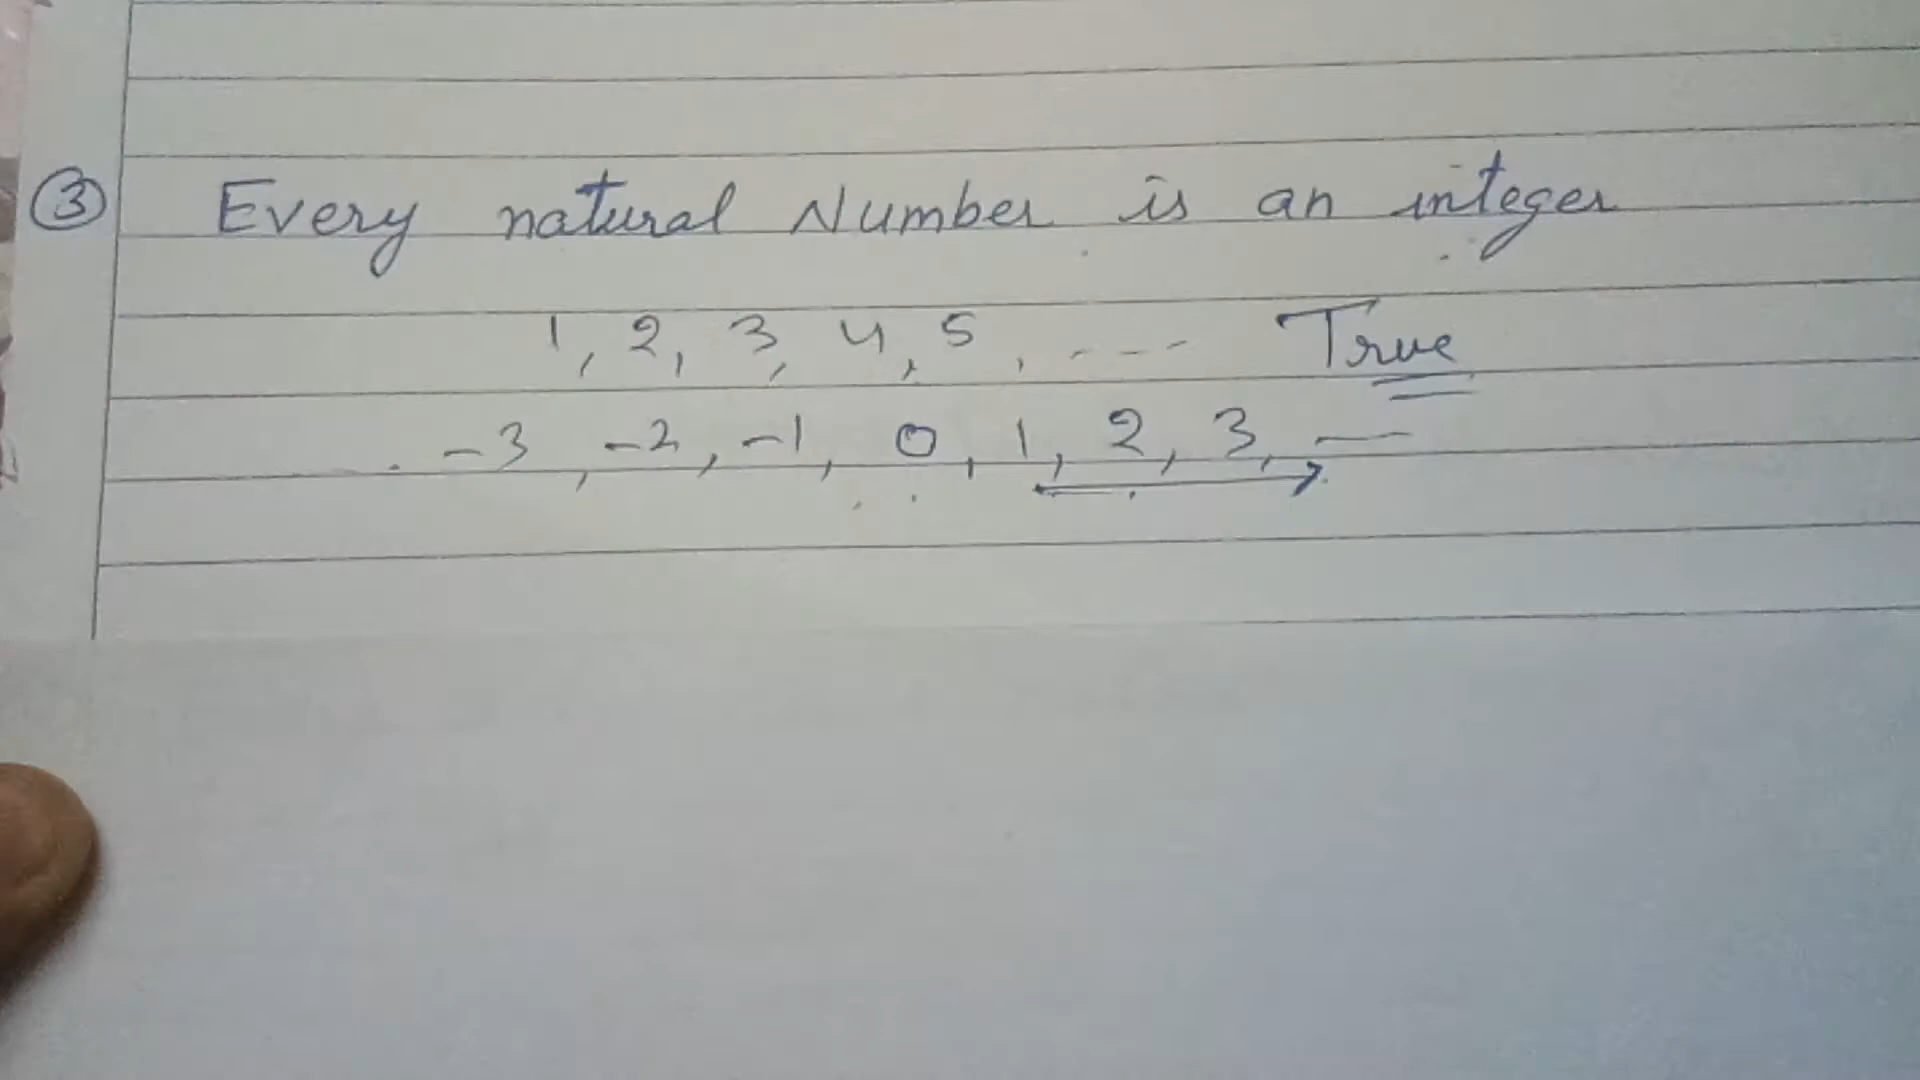 ③ Every natural Number is an integer
1, 2, 3, 4, 5, ---- True
-3, -2, -1, 0, 1, 2, 3, —